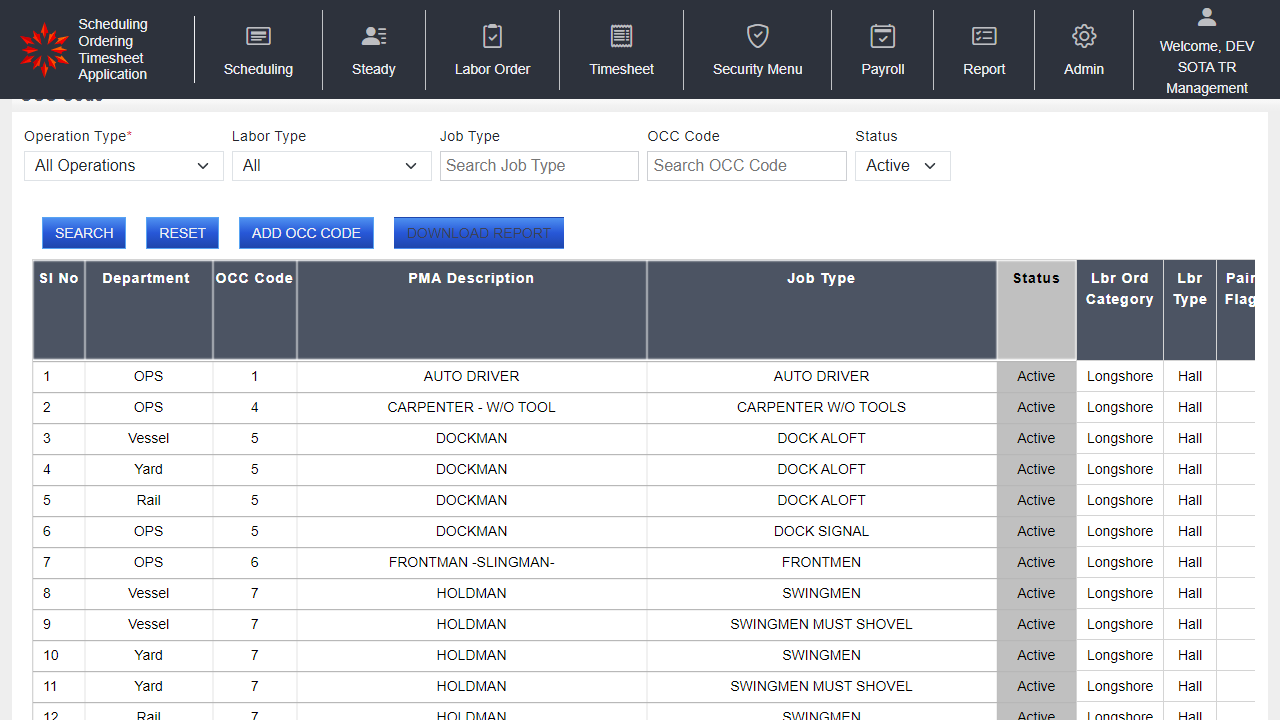 Scheduling
Ordering
Timesheet
Application
Scheduling
Steady
Labor Order
Timesheet
Security Menu
Payroll
Report
Admin
Welcome, DEV
SOTA TR
Management
Operation Type*
Labor Type
Job Type
OCC Code
Status
All Operations
All
Search Job Type
Search OCC Code
Active
SEARCH
RESET
ADD OCC CODE
DOWNLOAD REPORT
SI No Department OCC Code PMA Description Job Type Status Lbr Ord Category Lbr Type Pair Flag
1 OPS 1 AUTO DRIVER AUTO DRIVER Active Longshore Hall
2 OPS 4 CARPENTER - W/O TOOL CARPENTER W/O TOOLS Active Longshore Hall
3 Vessel 5 DOCKMAN DOCK ALOFT Active Longshore Hall
4 Yard 5 DOCKMAN DOCK ALOFT Active Longshore Hall
5 Rail 5 DOCKMAN DOCK ALOFT Active Longshore Hall
6 OPS 5 DOCKMAN DOCK SIGNAL Active Longshore Hall
7 OPS 6 FRONTMAN -SLINGMAN- FRONTMEN Active Longshore Hall
8 Vessel 7 HOLDMAN SWINGMEN Active Longshore Hall
9 Vessel 7 HOLDMAN SWINGMEN MUST SHOVEL Active Longshore Hall
10 Yard 7 HOLDMAN SWINGMEN Active Longshore Hall
11 Yard 7 HOLDMAN SWINGMEN MUST SHOVEL Active Longshore Hall
12 Rail 7 HOLDMAN SWINGMEN Active Longshore Hall